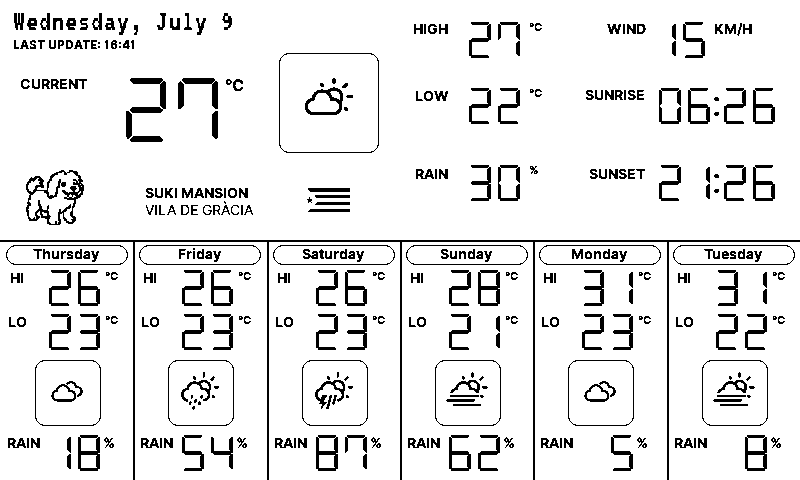 Wednesday, July 9
LAST UPDATE: 16:41
CURRENT 27 °C
SUKI MANSION
VILA DE GRÀCIA
HIGH 27 °C
WIND 15 KM/H
LOW 22 °C
SUNRISE 06:26
RAIN 30 %
SUNSET 21:26
Thursday
HI 26 °C
LO 23 °C
RAIN 18 %
Friday
HI 26 °C
LO 23 °C
RAIN 54 %
Saturday
HI 26 °C
LO 23 °C
RAIN 87 %
Sunday
HI 28 °C
LO 21 °C
RAIN 62 %
Monday
HI 31 °C
LO 23 °C
RAIN 5 %
Tuesday
HI 31 °C
LO 22 °C
RAIN 8 %